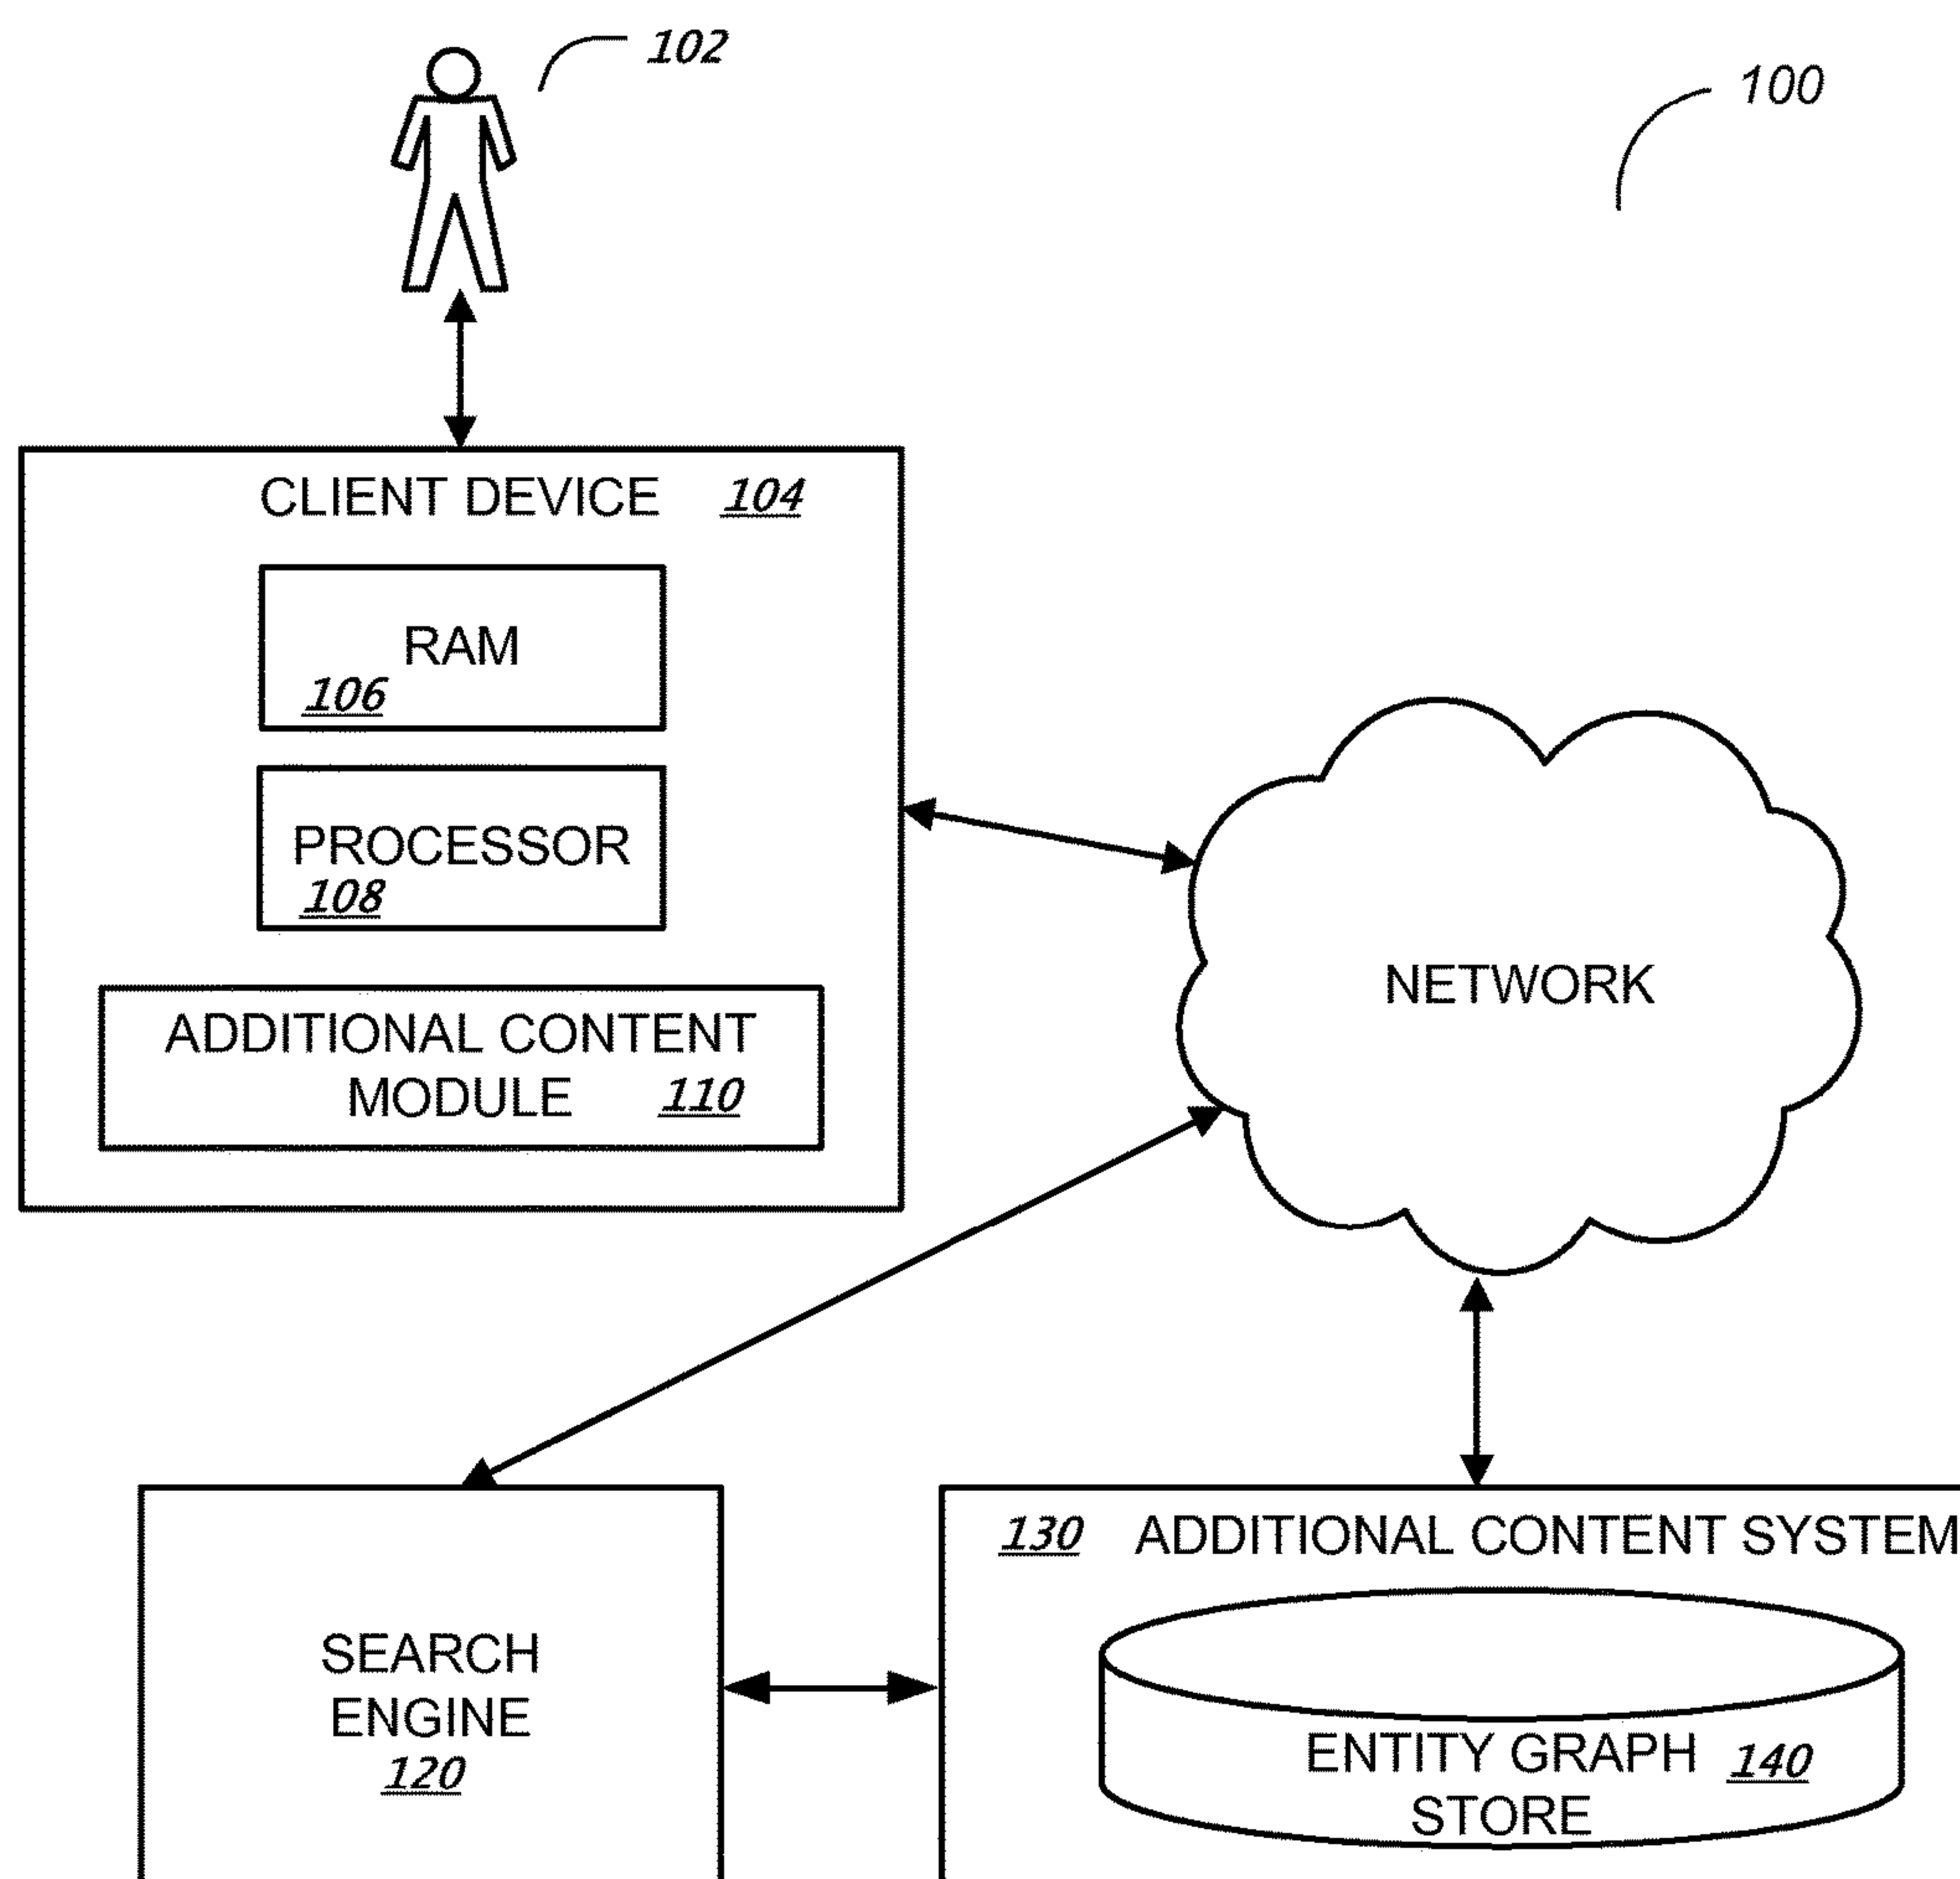 102
100
CLIENT DEVICE 104
RAM
106
PROCESSOR
108
ADDITIONAL CONTENT
MODULE 110
NETWORK
130 ADDITIONAL CONTENT SYSTEM
SEARCH
ENGINE
120
ENTITY GRAPH 140
STORE